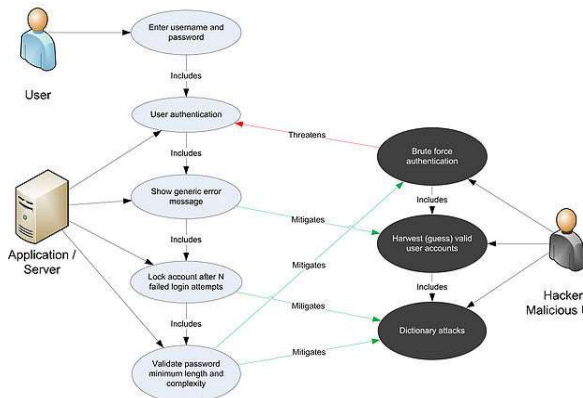 Enter username and
password
User
Includes
User authentication
Threatens
Brute force
authentication
Includes
Includes
Show generic error
message
Mitigates
Harvest (guess) valid
user accounts
Application /
Server
Includes
Mitigates
Lock account after N
failed login attempts
Includes
Hacker
Malicious
Mitigates
Dictionary attacks
Includes
Mitigates
Validate password
minimum length and
complexity